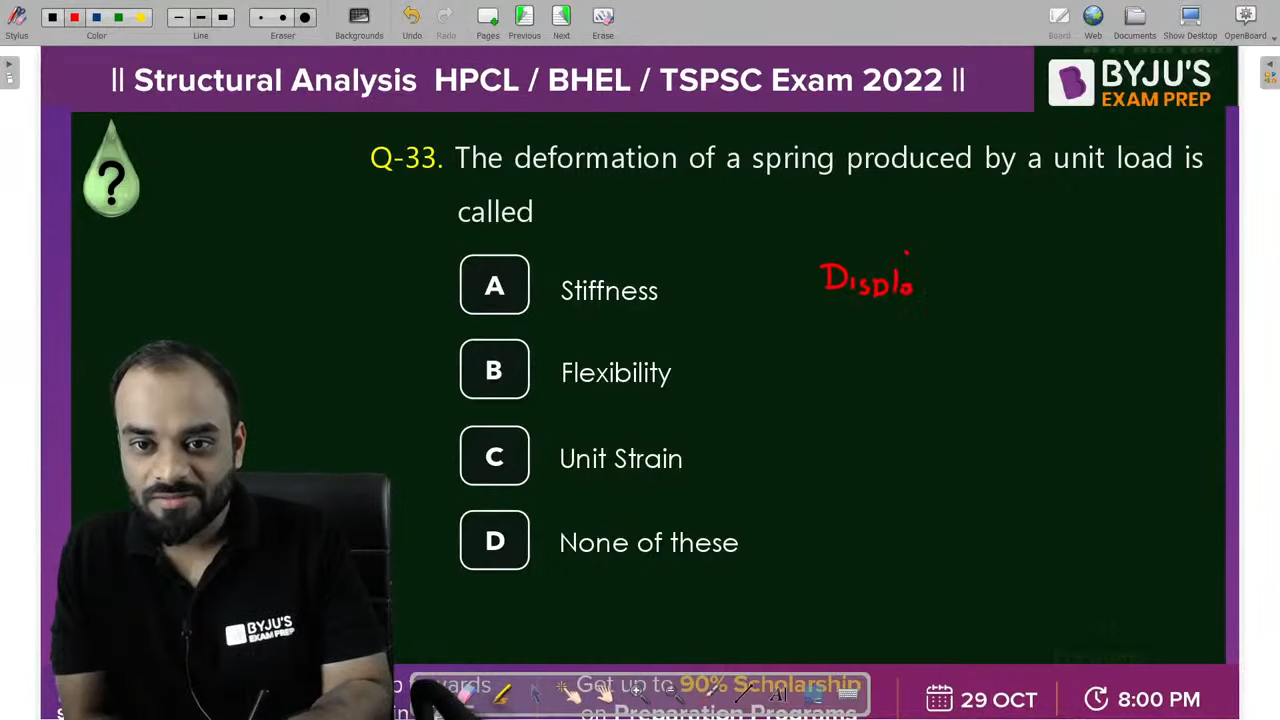 Stylus Color Line Eraser Backgrounds Undo Redo Pages Previous Next Erase Board Web Documents Show Desktop OpenBoard
|| Structural Analysis HPCL / BHEL / TSPSC Exam 2022 ||
BYJU'S
EXAM PREP
Q-33. The deformation of a spring produced by a unit load is
called
A Stiffness
Displa
B Flexibility
C Unit Strain
D None of these
BYJU'S
EXAM PREP
Get up to 90% Scholarship
on Preparation Programs
29 OCT
8:00 PM